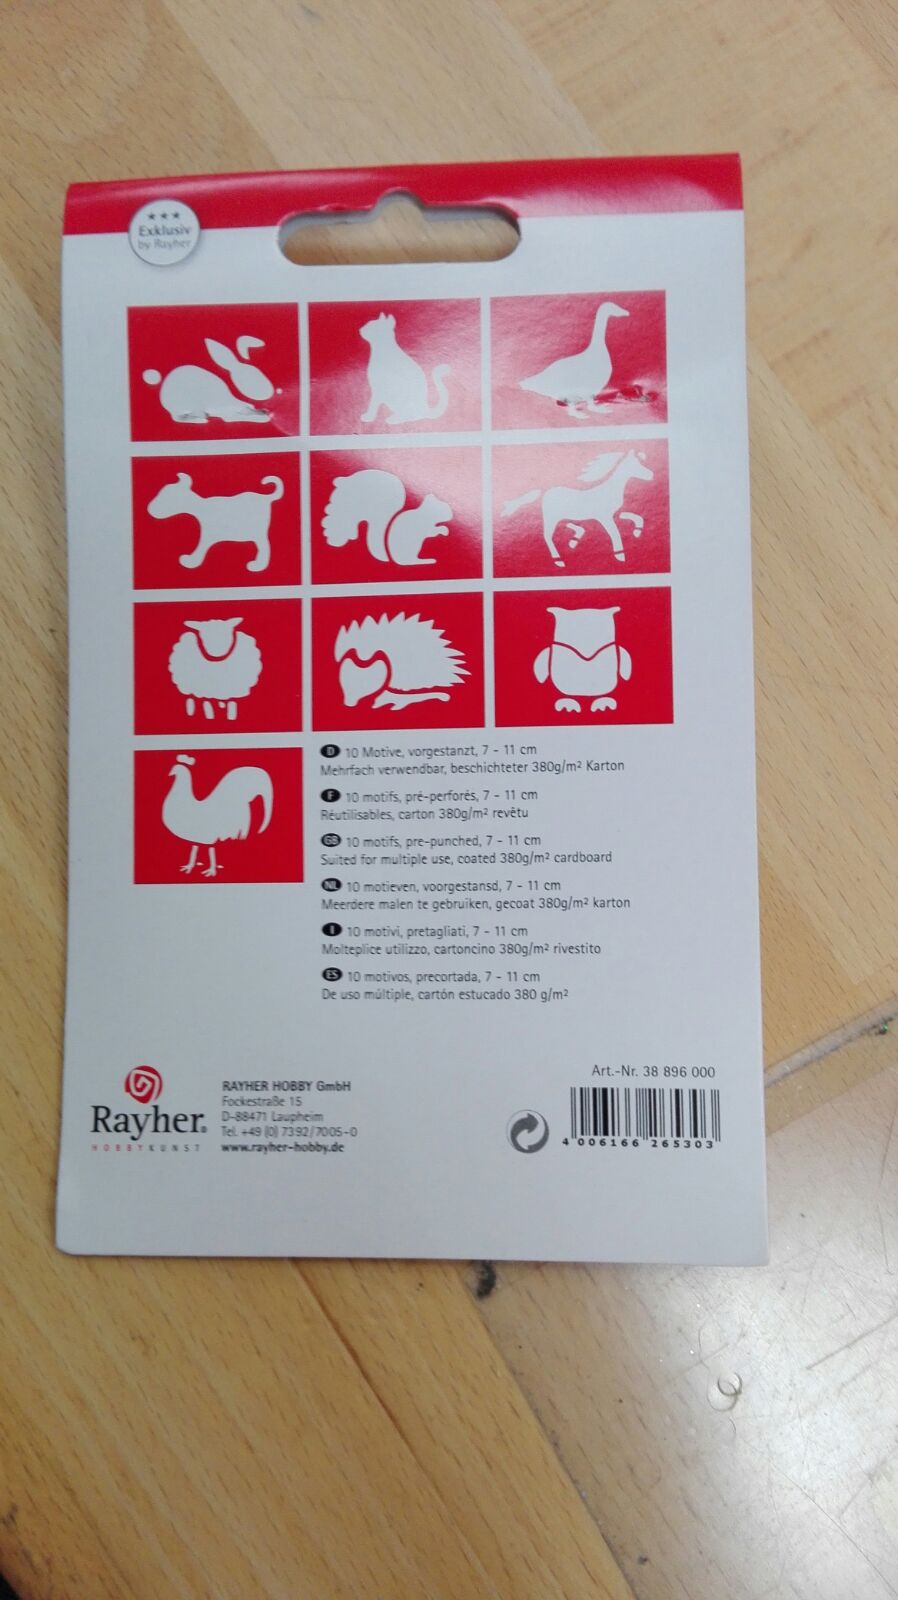 ★★★
Exklusiv
by Rayher
D 10 Motive, vorgestanzt, 7 - 11 cm
Mehrfach verwendbar, beschichteter 380g/m² Karton
F 10 motifs, pré-perforés, 7 - 11 cm
Réutilisables, carton 380g/m² revêtu
GB 10 motifs, pre-punched, 7 - 11 cm
Suited for multiple use, coated 380g/m² cardboard
NL 10 motieven, voorgestansd, 7 - 11 cm
Meerdere malen te gebruiken, gecoat 380g/m² karton
I 10 motivi, pretagliati, 7 - 11 cm
Molteplice utilizzo, cartoncino 380g/m² rivestito
ES 10 motivos, precortada, 7 - 11 cm
De uso múltiple, cartón estucado 380 g/m²
Rayher®
HOBBYKUNST
RAYHER HOBBY GmbH
Fockestraße 15
D-88471 Laupheim
Tel. +49 (0) 7392/7005-0
www.rayher-hobby.de
Art.-Nr. 38 896 000
4 006166 265303